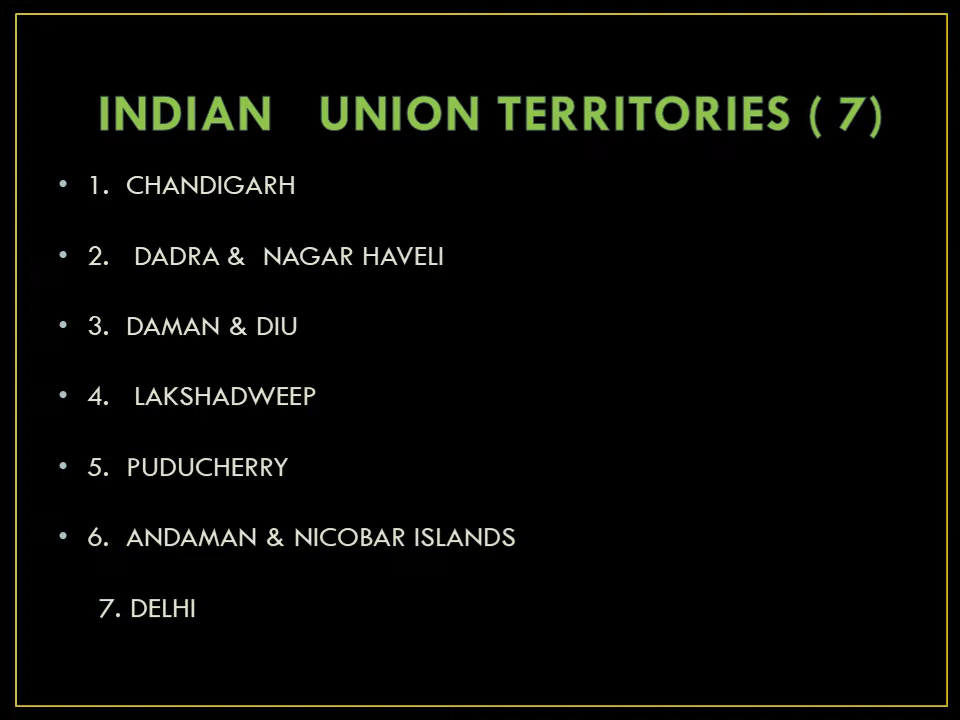 INDIAN UNION TERRITORIES ( 7)
• 1. CHANDIGARH
• 2. DADRA & NAGAR HAVELI
• 3. DAMAN & DIU
• 4. LAKSHADWEEP
• 5. PUDUCHERRY
• 6. ANDAMAN & NICOBAR ISLANDS
7. DELHI